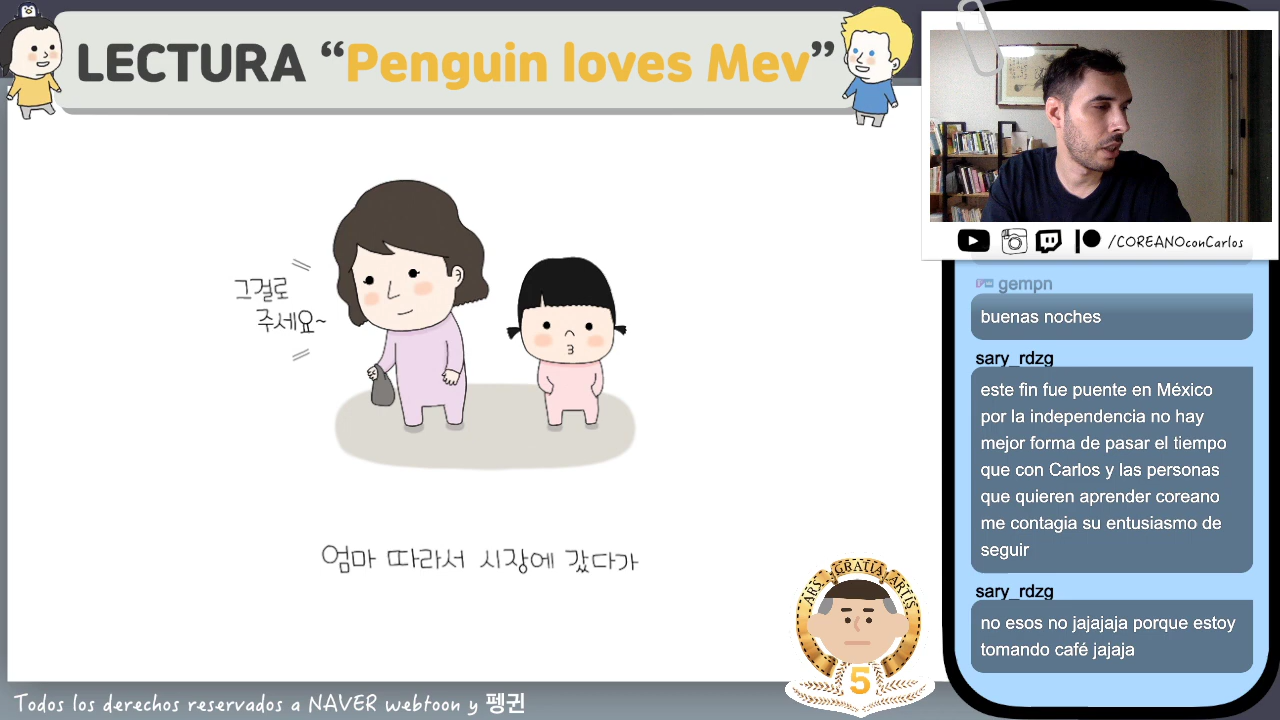 LECTURA “Penguin loves Mev”
그걸로
주세요~
엄마 따라서 시장에 갔다가
ARS GRATIA ARTIS
5
Todos los derechos reservados a NAVER webtoon y 펭귄
/COREANOconCarlos
gempn
buenas noches
sary_rdzg
este fin fue puente en México
por la independencia no hay
mejor forma de pasar el tiempo
que con Carlos y las personas
que quieren aprender coreano
me contagia su entusiasmo de
seguir
sary_rdzg
no esos no jajajaja porque estoy
tomando café jajaja